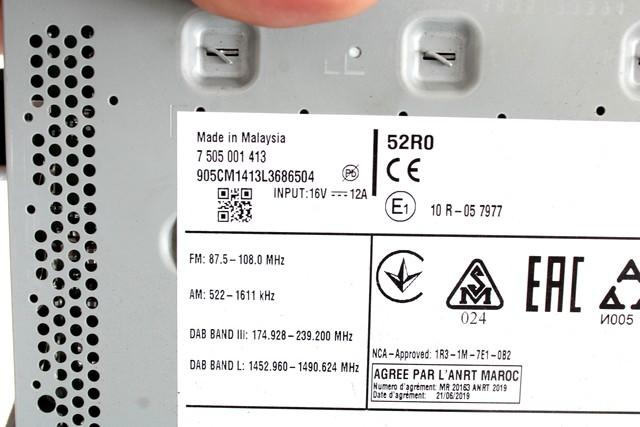 Made in Malaysia
7 505 001 413
905CM1413L3686504
Pb
INPUT: 16V 12A
52R0
CE
E1 10 R-05 7977
FM: 87.5-108.0 MHz
AM: 522-1611 kHz
DAB BAND III: 174.928-239.200 MHz
DAB BAND L: 1452.960-1490.624 MHz
SM
024
EAC
И005
NCA-Approved: 1R3-1M-7E1-0B2
AGREE PAR L'ANRT MAROC
Numero d'agrément: MR 20163 ANRT 2019
Date d'agrément: 21/06/2019